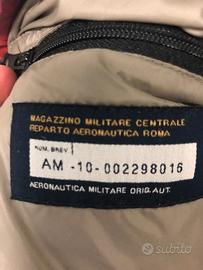 MAGAZZINO MILITARE CENTRALE
REPARTO AERONAUTICA ROMA
NUM. BREV.
AM -10-002298016
AERONAUTICA MILITARE ORIG.AUT.
subito